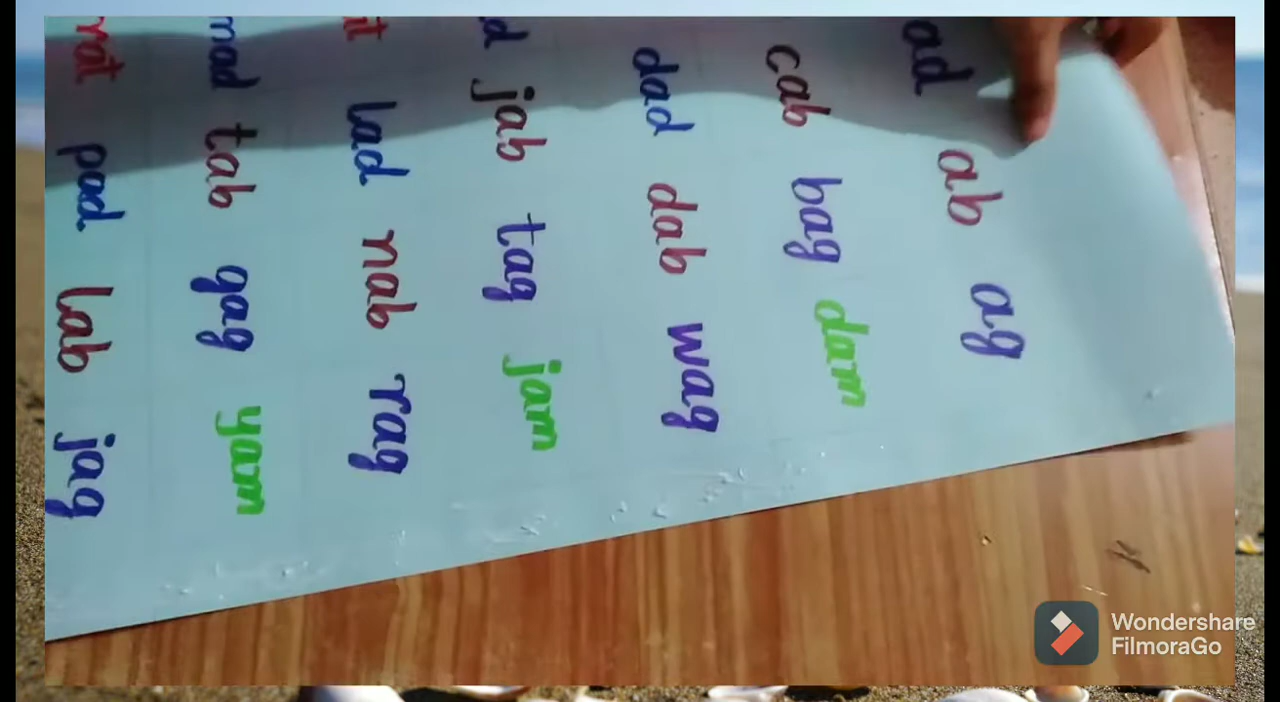 ad ab ag
cab bag dam
dad dab wag
jab tag jam
lad nab rag
mad tab gag yam
rat pad lab jag
Wondershare
FilmoraGo